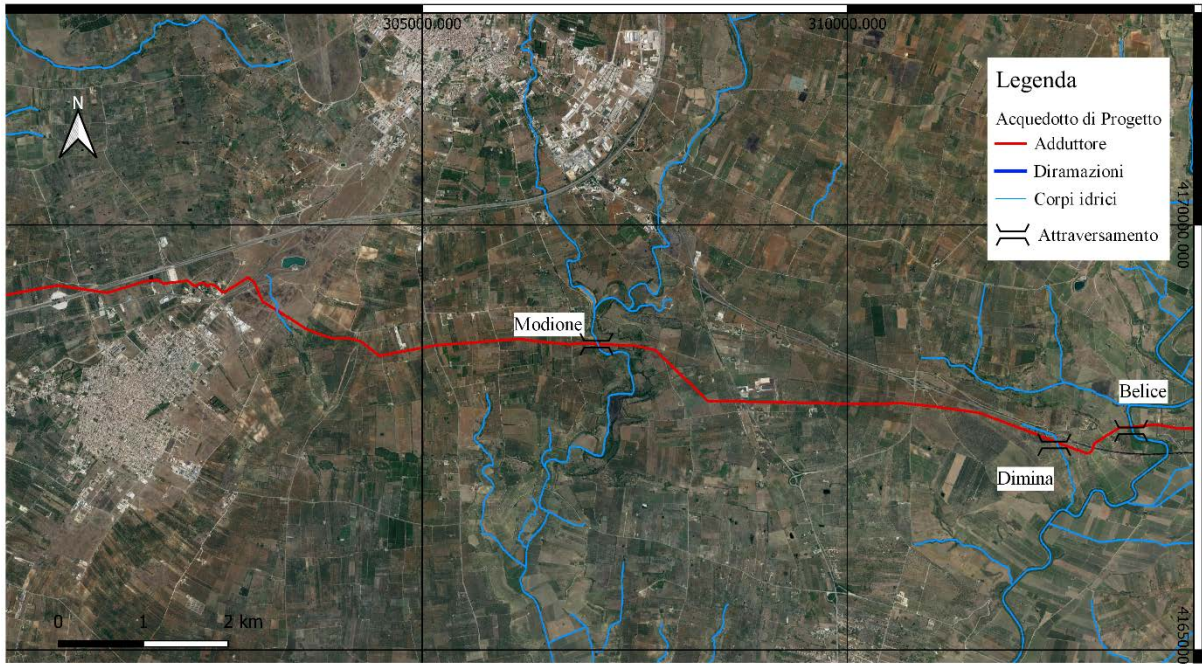 305000.000
310000.000
N
Legenda
Acquedotto di Progetto
Adduttore
Diramazioni
Corpi idrici
Attraversamento
4170000.000
Modione
Belice
Dimina
0 1 2 km